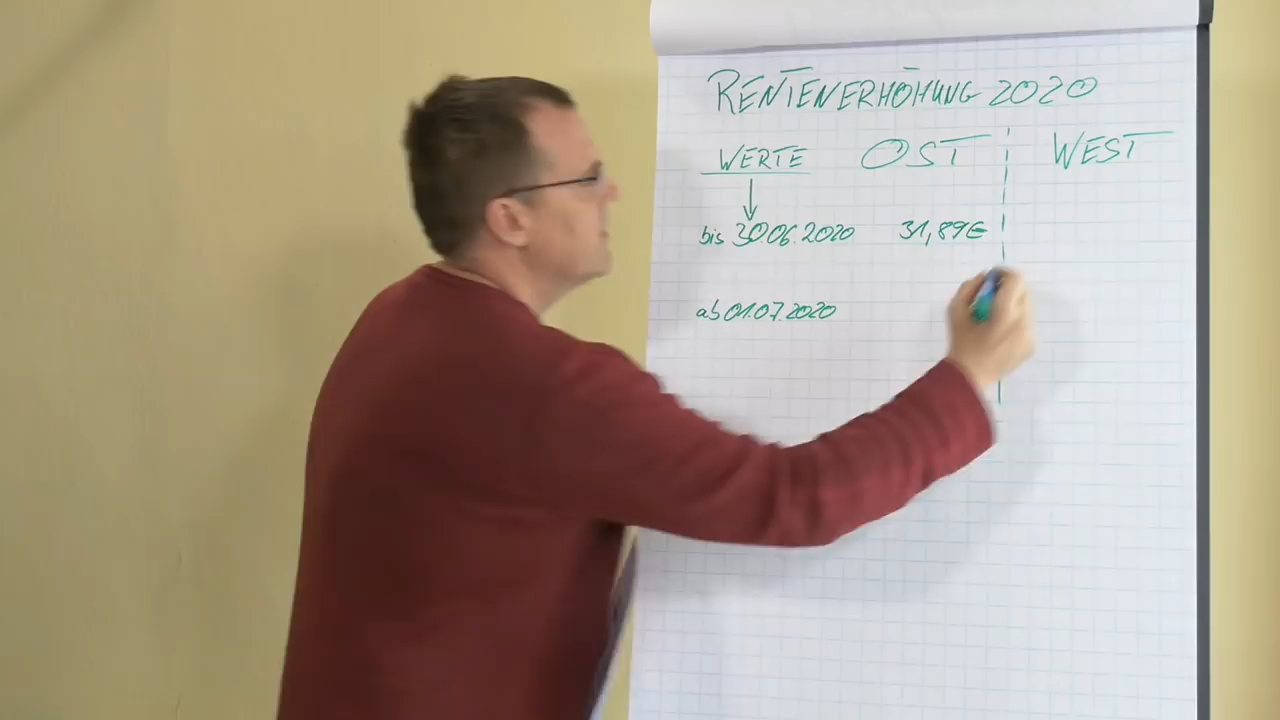 RENTENERHÖHUNG 2020
WERTE OST WEST
bis 30.06.2020 31,89€
ab 01.07.2020